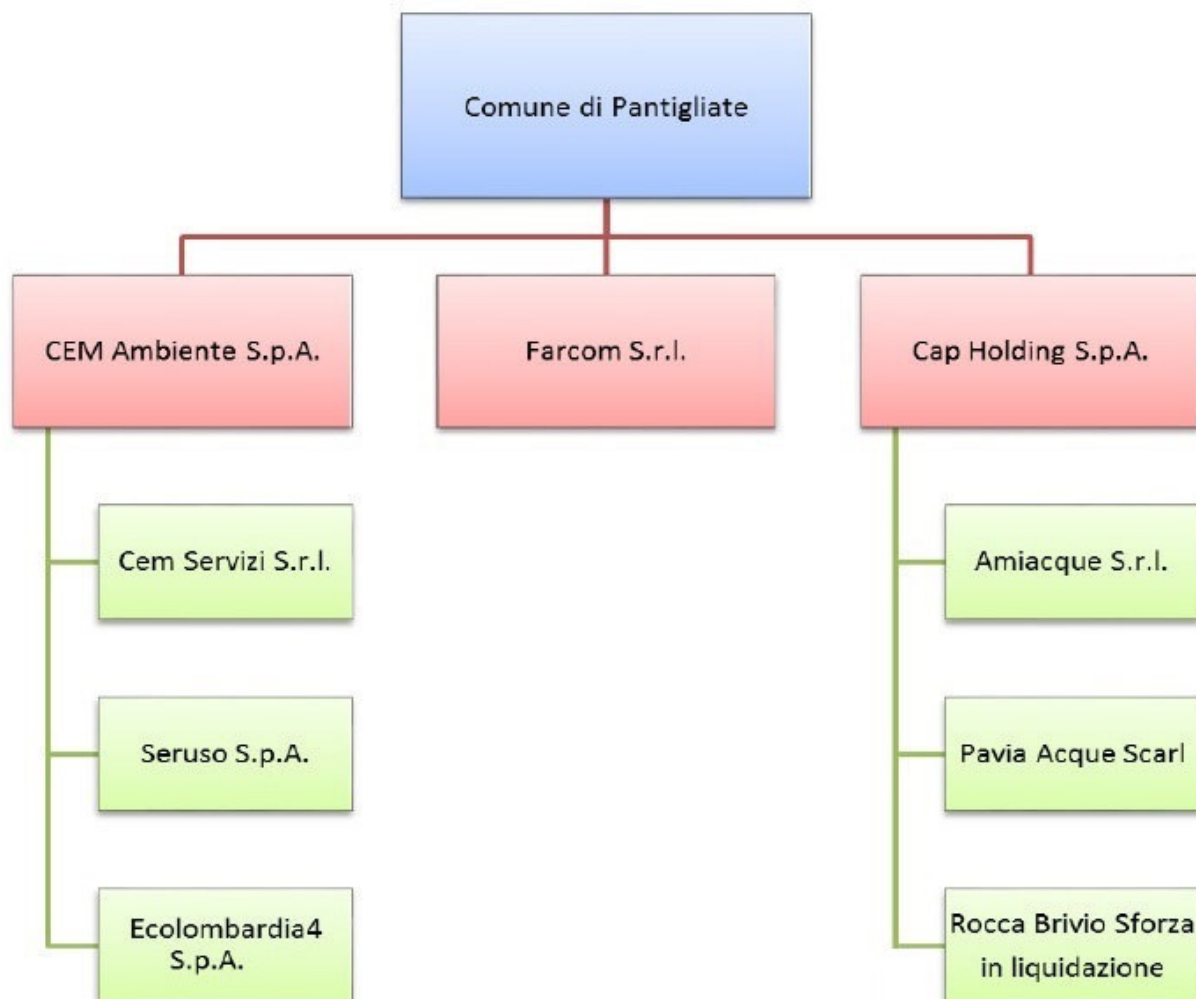 Comune di Pantigliate
CEM Ambiente S.p.A.
Farcom S.r.l.
Cap Holding S.p.A.
Cem Servizi S.r.l.
Amiacque S.r.l.
Seruso S.p.A.
Pavia Acque Scarl
Ecolombardia4
S.p.A.
Rocca Brivio Sforza
in liquidazione